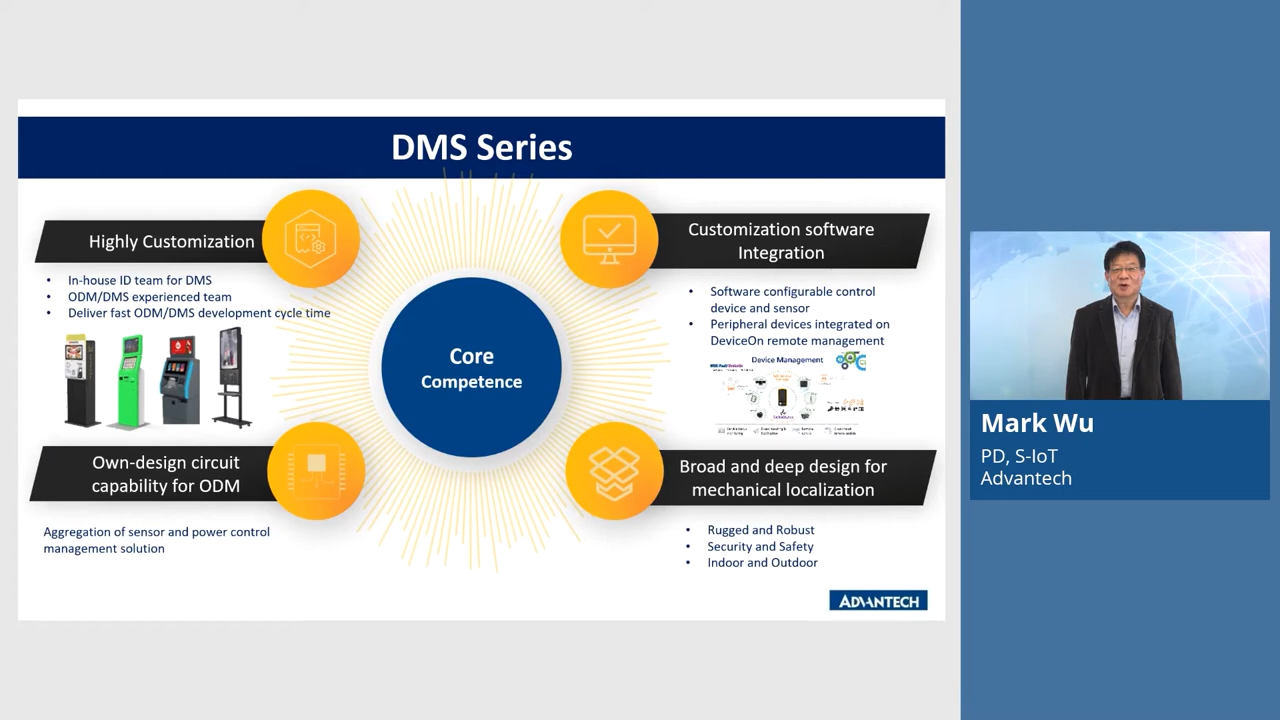 DMS Series
Highly Customization
In-house ID team for DMS
ODM/DMS experienced team
Deliver fast ODM/DMS development cycle time
Customization software
Integration
Software configurable control
device and sensor
Peripheral devices integrated on
DeviceOn remote management
Device Management
Core
Competence
Own-design circuit
capability for ODM
Aggregation of sensor and power control
management solution
Broad and deep design for
mechanical localization
Rugged and Robust
Security and Safety
Indoor and Outdoor
ADVANTECH
Mark Wu
PD, S-IoT
Advantech